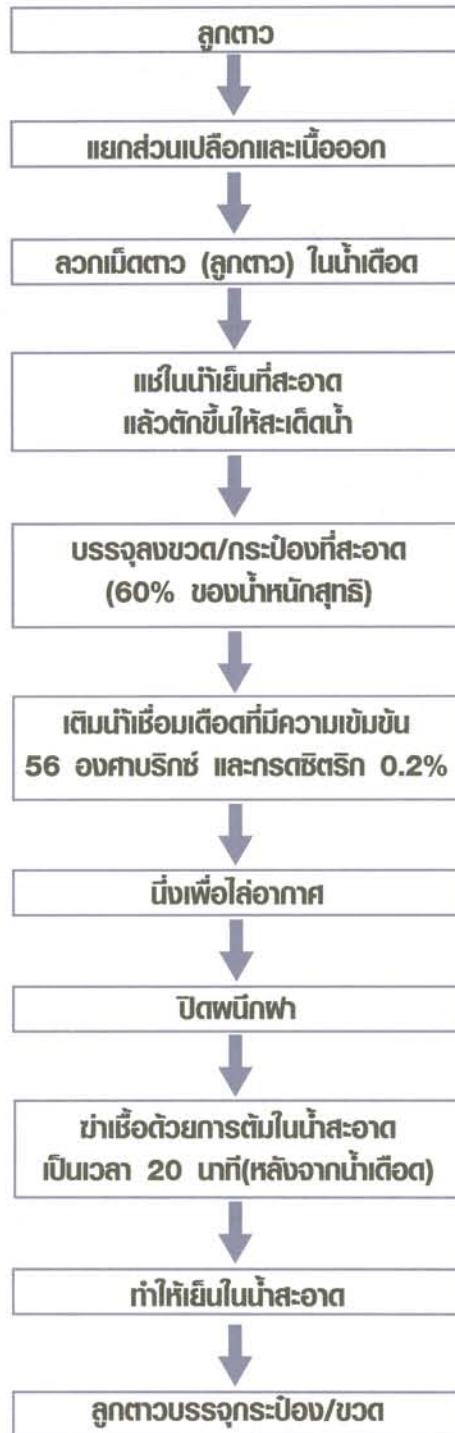 ลูกตาว
แยกส่วนเปลือกและเนื้อออก
ลวกเม็ดตาว (ลูกตาว) ในน้ำเดือด
แช่ในน้ำเย็นที่สะอาด
แล้วตักขึ้นให้สะเด็ดน้ำ
บรรจุลงขวด/กระป๋องที่สะอาด
(60% ของน้ำหนักสุทธิ)
เติมน้ำเชื่อมเดือดที่มีความเข้มข้น
56 องศาบริกซ์ และกรดซิตริก 0.2%
นึ่งเพื่อไล่อากาศ
ปิดผนึกฝา
ฆ่าเชื้อด้วยการต้มในน้ำสะอาด
เป็นเวลา 20 นาที(หลังจากน้ำเดือด)
ทำให้เย็นในน้ำสะอาด
ลูกตาวบรรจุกระป๋อง/ขวด